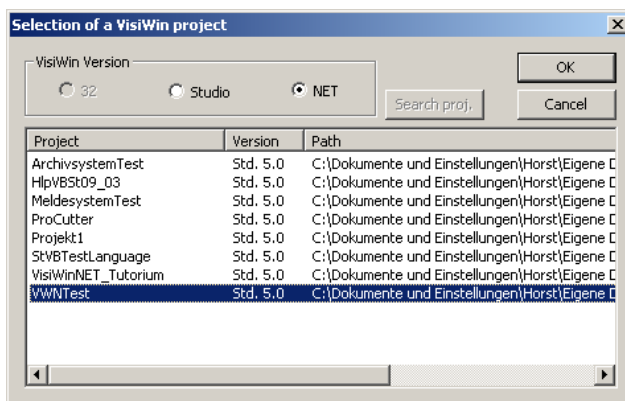 Selection of a VisiWin project
VisiWin Version
32 Studio NET
OK
Search proj.
Cancel
Project Version Path
ArchivsystemTest Std. 5.0 C:\Dokumente und Einstellungen\Horst\Eigene D
HlpVBSt09_03 Std. 5.0 C:\Dokumente und Einstellungen\Horst\Eigene D
MeldesystemTest Std. 5.0 C:\Dokumente und Einstellungen\Horst\Eigene D
ProCutter Std. 5.0 C:\Dokumente und Einstellungen\Horst\Eigene D
Projekt1 Std. 5.0 C:\Dokumente und Einstellungen\Horst\Eigene D
StVBTestLanguage Std. 5.0 C:\Dokumente und Einstellungen\Horst\Eigene D
VisiWinNET_Tutorium Std. 5.0 C:\Dokumente und Einstellungen\Horst\Eigene D
VWNTest Std. 5.0 C:\Dokumente und Einstellungen\Horst\Eigene D